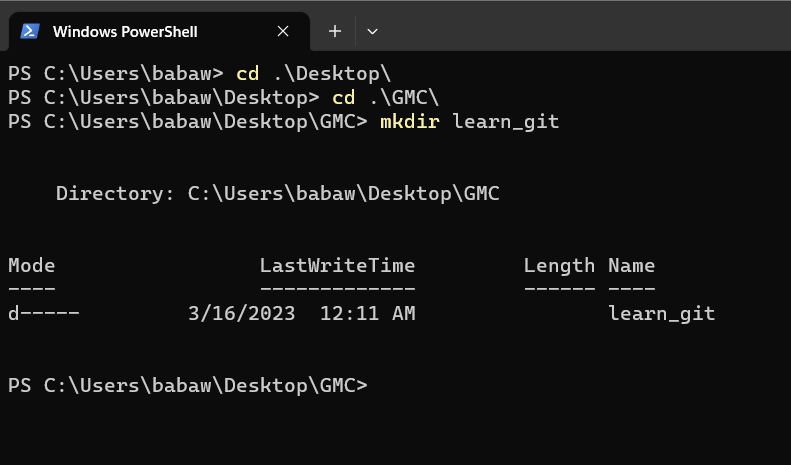 Windows PowerShell
PS C:\Users\babaw> cd .\Desktop\
PS C:\Users\babaw\Desktop> cd .\GMC\
PS C:\Users\babaw\Desktop\GMC> mkdir learn_git
    Directory: C:\Users\babaw\Desktop\GMC
Mode                 LastWriteTime         Length Name
----                 -------------         ------ ----
d-----         3/16/2023  12:11 AM                learn_git
PS C:\Users\babaw\Desktop\GMC>